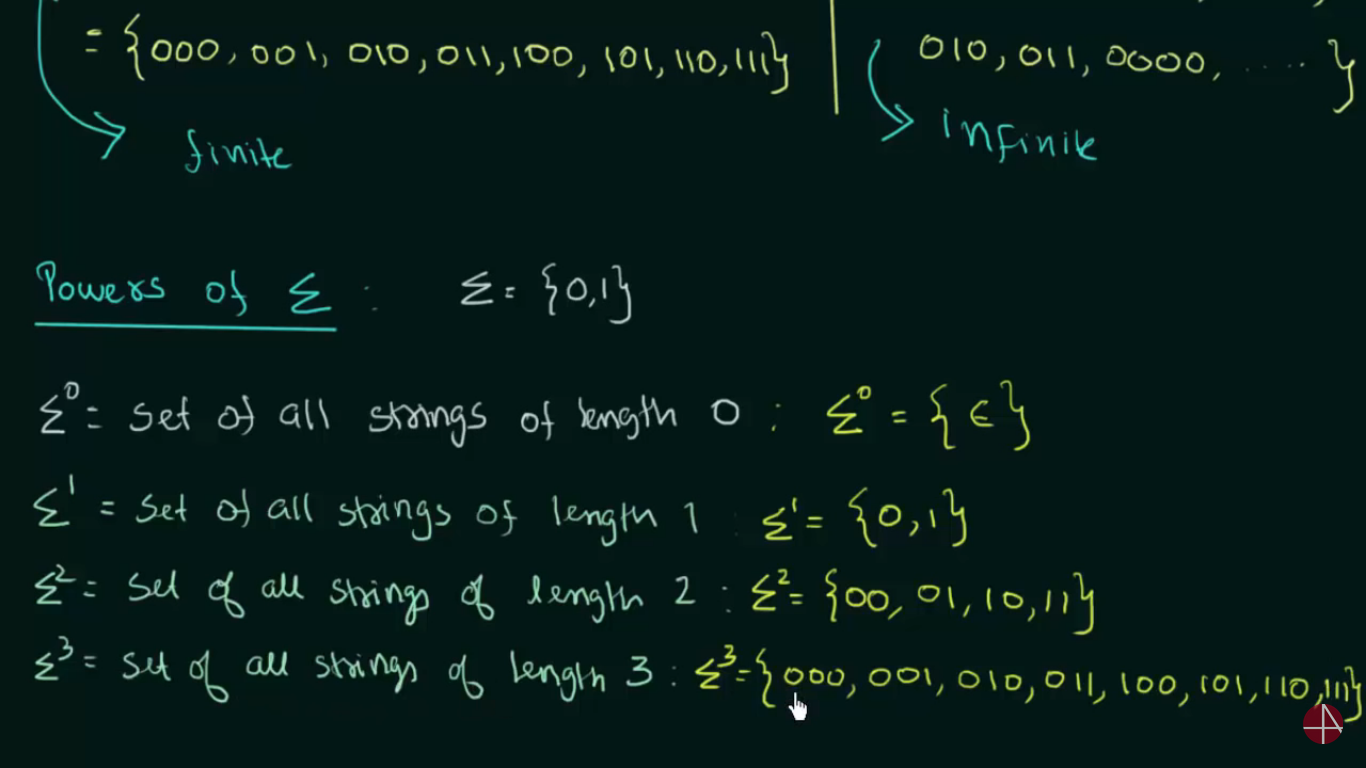 = {000, 001, 010, 011, 100, 101, 110, 111}
finite
010, 011, 0000, ..... }
infinite
Powers of Σ : Σ = {0,1}
Σ⁰ = set of all strings of length 0 : Σ⁰ = {ϵ}
Σ¹ = set of all strings of length 1 : Σ¹ = {0,1}
Σ² = set of all strings of length 2 : Σ² = {00, 01, 10, 11}
Σ³ = set of all strings of length 3 : Σ³ = {000, 001, 010, 011, 100, 101, 110, 111}